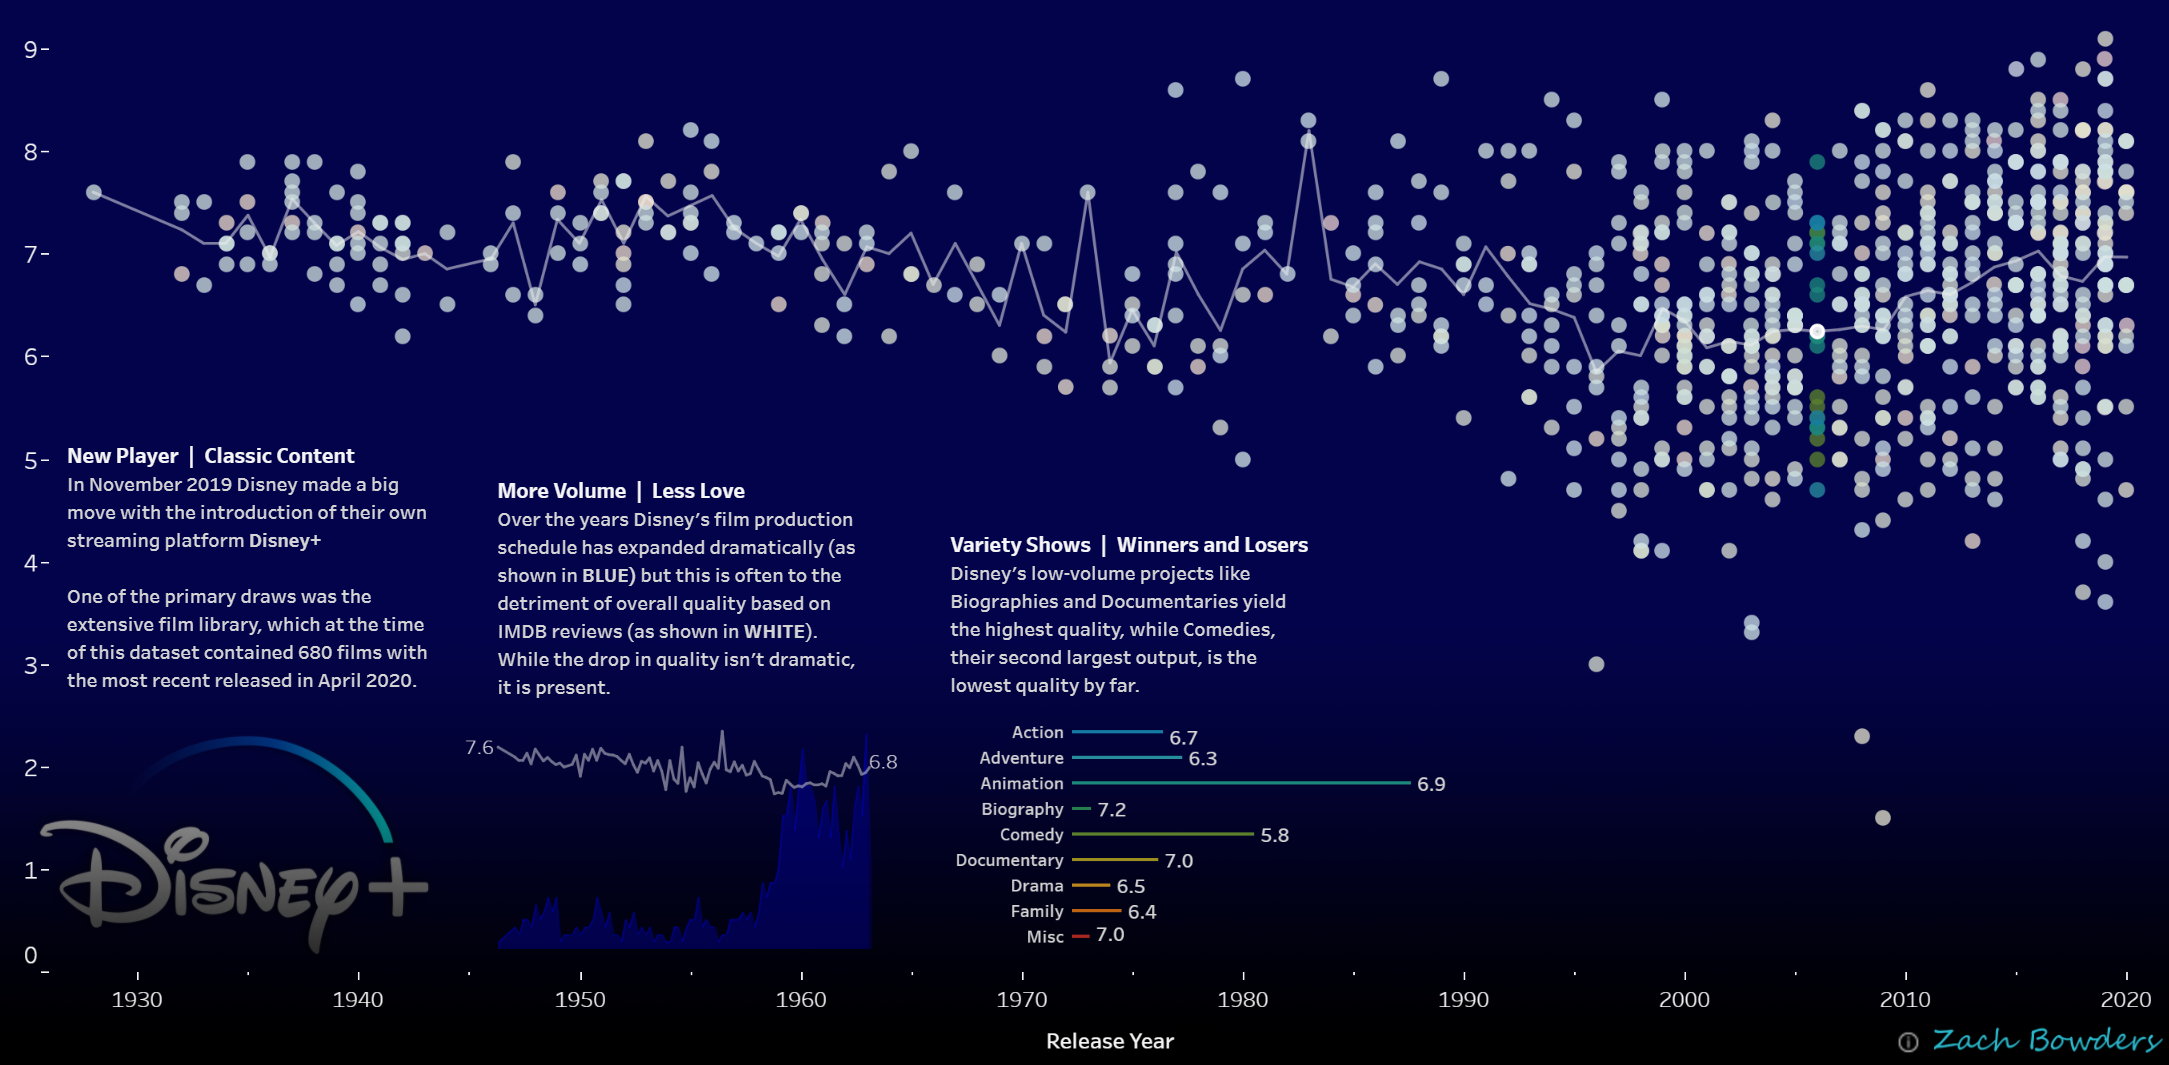 9
8
7
6
5
4
3
2
1
0
New Player | Classic Content
In November 2019 Disney made a big
move with the introduction of their own
streaming platform Disney+
One of the primary draws was the
extensive film library, which at the time
of this dataset contained 680 films with
the most recent released in April 2020.
Disney+
More Volume | Less Love
Over the years Disney's film production
schedule has expanded dramatically (as
shown in BLUE) but this is often to the
detriment of overall quality based on
IMDB reviews (as shown in WHITE).
While the drop in quality isn't dramatic,
it is present.
7.6
6.8
Variety Shows | Winners and Losers
Disney's low-volume projects like
Biographies and Documentaries yield
the highest quality, while Comedies,
their second largest output, is the
lowest quality by far.
Action 6.7
Adventure 6.3
Animation 6.9
Biography 7.2
Comedy 5.8
Documentary 7.0
Drama 6.5
Family 6.4
Misc 7.0
1930 1940 1950 1960 1970 1980 1990 2000 2010 2020
Release Year
Zach Bowders